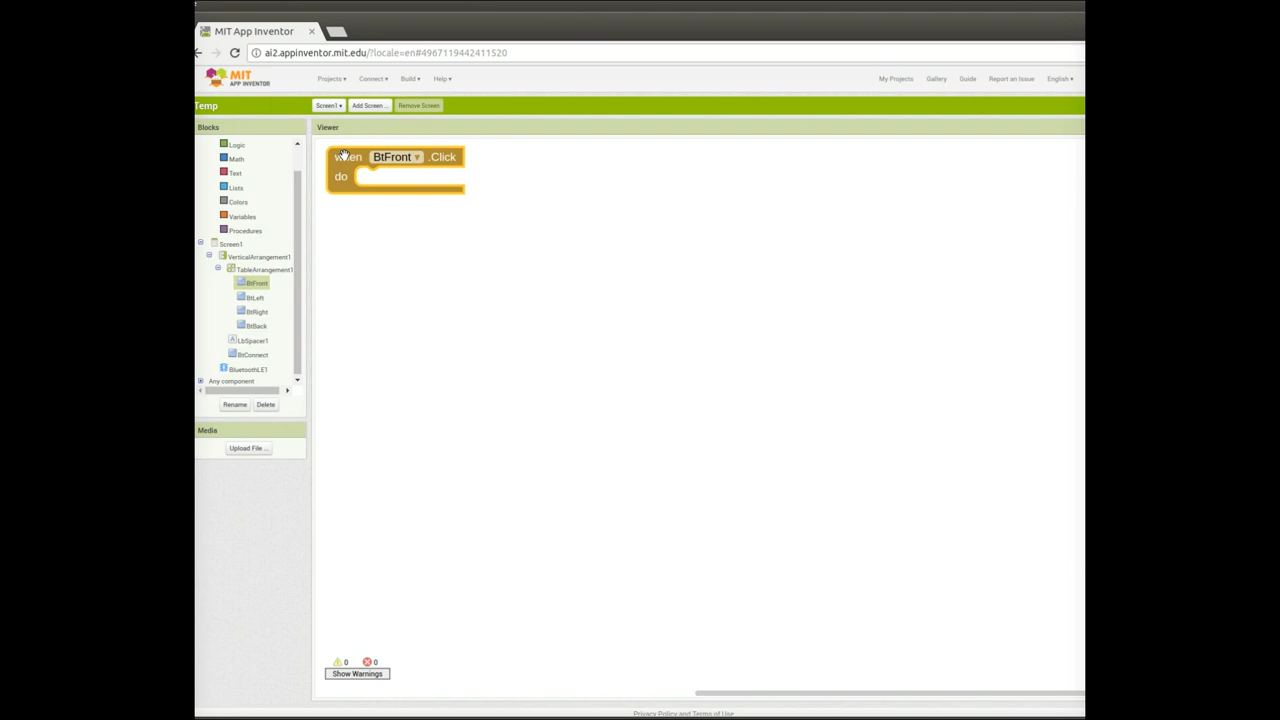 MIT App Inventor
ai2.appinventor.mit.edu/?locale=en#4967119442411520
MIT
APP INVENTOR
Projects
Connect
Build
Help
My Projects
Gallery
Guide
Report an Issue
English
Temp
Screen1
Add Screen ...
Remove Screen
Blocks
Viewer
Logic
Math
Text
Lists
Colors
Variables
Procedures
Screen1
VerticalArrangement1
TableArrangement1
BtFront
BtLeft
BtRight
BtBack
LbSpacer1
BtConnect
BluetoothLE1
Any component
Rename
Delete
Media
Upload File ...
when BtFront .Click
do
0
0
Show Warnings
Privacy Policy and Terms of Use